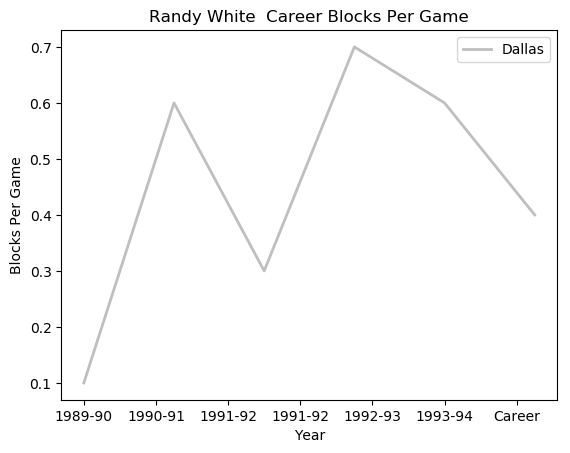 Randy White  Career Blocks Per Game
Dallas
Blocks Per Game
0.7
0.6
0.5
0.4
0.3
0.2
0.1
1989-90 1990-91 1991-92 1991-92 1992-93 1993-94 Career
Year